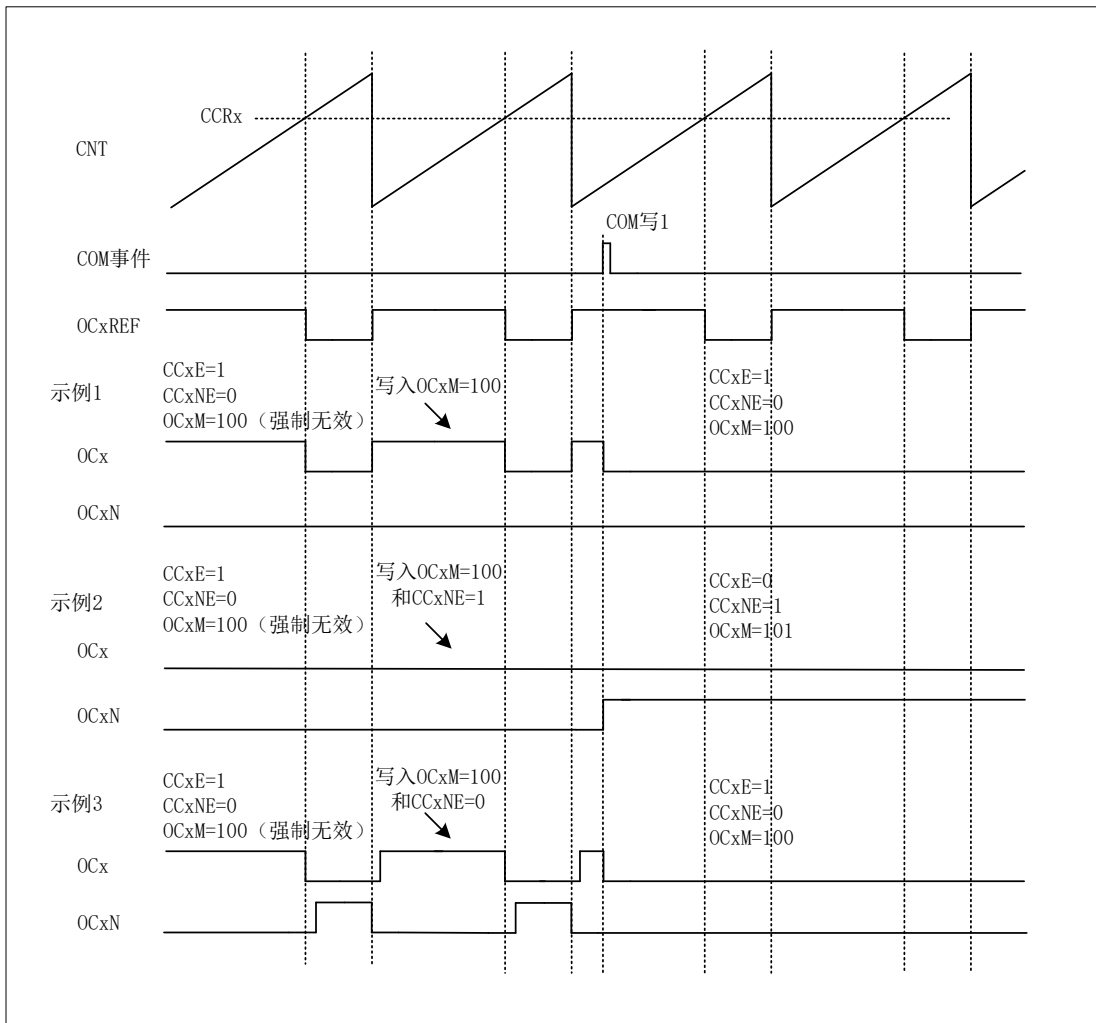 CCRx
CNT
COM写1
COM事件
OCxREF
CCxE=1
CCxNE=0
OCxM=100（强制无效）
写入OCxM=100
CCxE=1
CCxNE=0
OCxM=100
示例1
OCx
OCxN
CCxE=1
CCxNE=0
OCxM=100（强制无效）
写入OCxM=100
和CCxNE=1
CCxE=0
CCxNE=1
OCxM=101
示例2
OCx
OCxN
CCxE=1
CCxNE=0
OCxM=100（强制无效）
写入OCxM=100
和CCxNE=0
CCxE=1
CCxNE=0
OCxM=100
示例3
OCx
OCxN